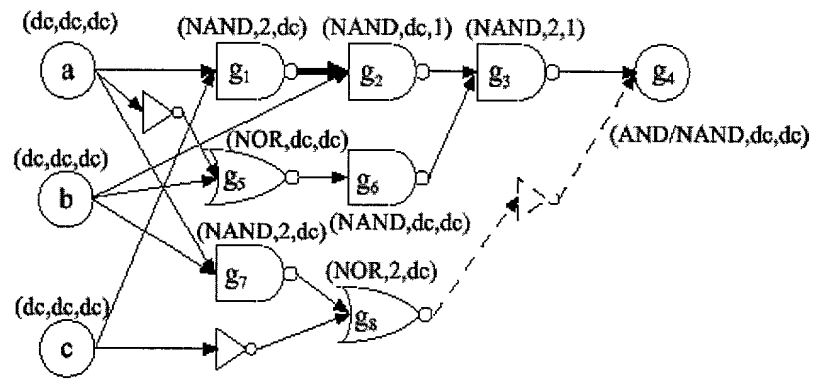 (dc,dc,dc) (NAND,2,dc) (NAND,dc,1) (NAND,2,1)
a g1 g2 g3 g4
(dc,dc,dc) (NOR,dc,dc) (AND/NAND,dc,dc)
b g5 g6
(NAND,2,dc) (NAND,dc,dc)
g7 (NOR,2,dc)
(dc,dc,dc) g8
c